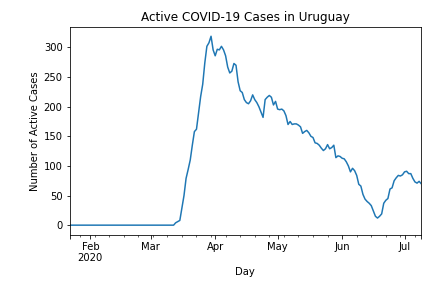 Active COVID-19 Cases in Uruguay
Number of Active Cases
300
250
200
150
100
50
0
Feb
2020
Mar
Apr
May
Jun
Jul
Day